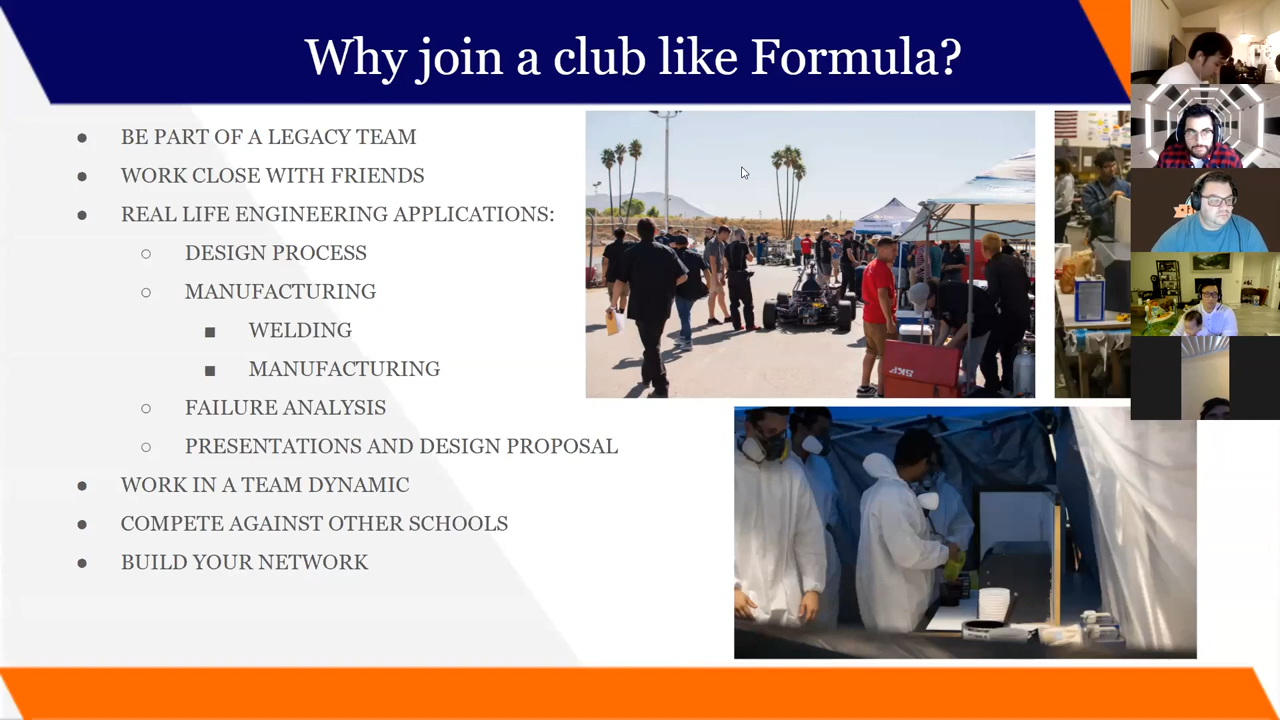 Why join a club like Formula?
● BE PART OF A LEGACY TEAM
● WORK CLOSE WITH FRIENDS
● REAL LIFE ENGINEERING APPLICATIONS:
○ DESIGN PROCESS
○ MANUFACTURING
■ WELDING
■ MANUFACTURING
○ FAILURE ANALYSIS
○ PRESENTATIONS AND DESIGN PROPOSAL
● WORK IN A TEAM DYNAMIC
● COMPETE AGAINST OTHER SCHOOLS
● BUILD YOUR NETWORK
SKF